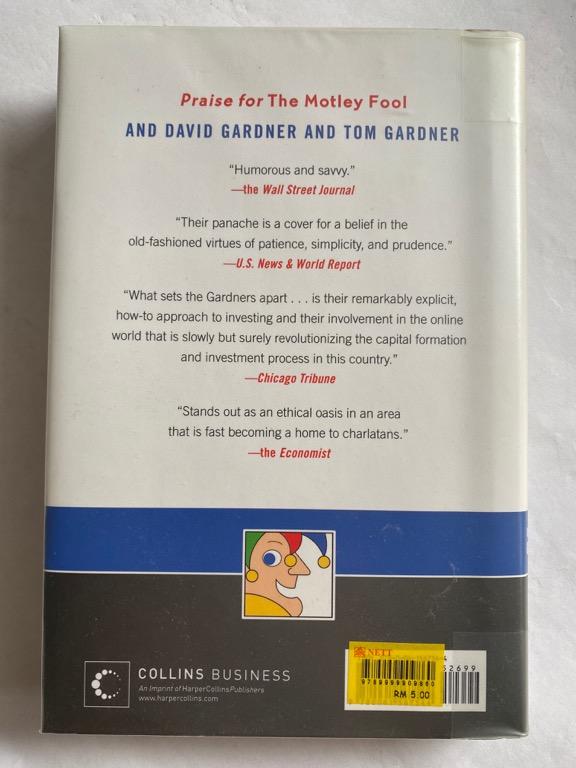 Praise for The Motley Fool
AND DAVID GARDNER AND TOM GARDNER
“Humorous and savvy.”
—the Wall Street Journal
“Their panache is a cover for a belief in the
old-fashioned virtues of patience, simplicity, and prudence.”
—U.S. News & World Report
“What sets the Gardners apart . . . is their remarkably explicit,
how-to approach to investing and their involvement in the online
world that is slowly but surely revolutionizing the capital formation
and investment process in this country.”
—Chicago Tribune
“Stands out as an ethical oasis in an area
that is fast becoming a home to charlatans.”
—the Economist
NETT
RM 5.00
COLLINS BUSINESS
An Imprint of HarperCollinsPublishers
www.harpercollins.com